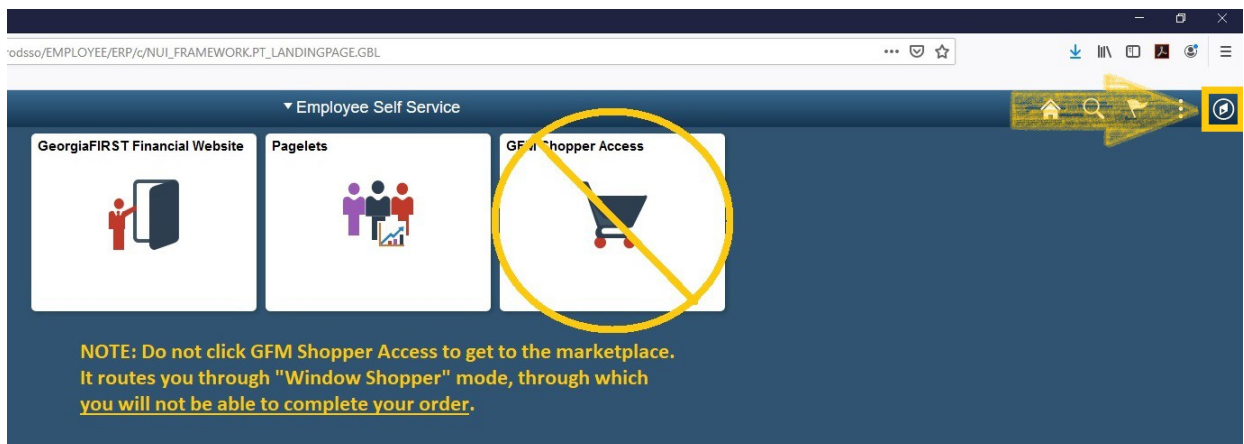 rodsso/EMPLOYEE/ERP/c/NUI_FRAMEWORK.PT_LANDINGPAGE.GBL
Employee Self Service
GeorgiaFIRST Financial Website
Pagelets
GFM Shopper Access
NOTE: Do not click GFM Shopper Access to get to the marketplace.
It routes you through "Window Shopper" mode, through which
you will not be able to complete your order.